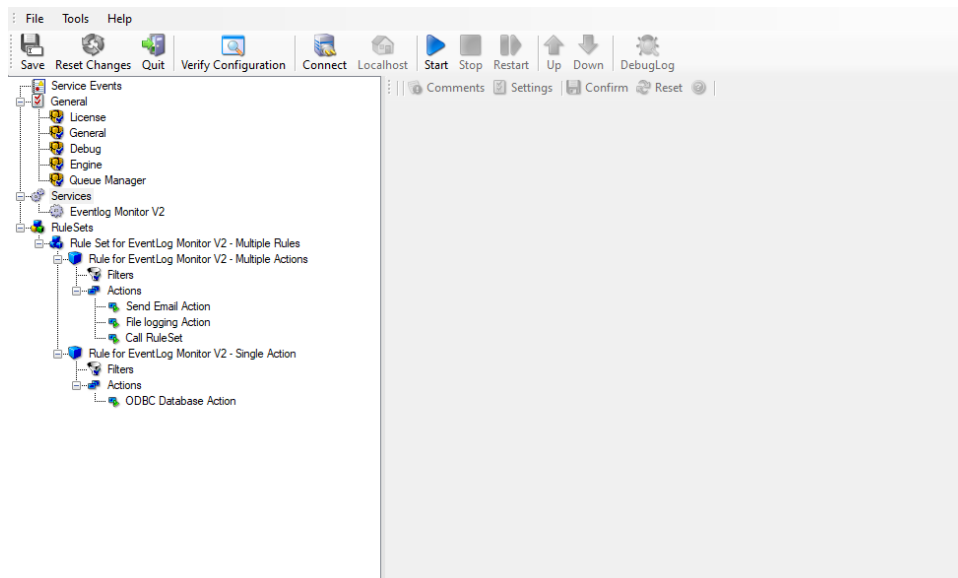 File Tools Help
Save Reset Changes Quit Verify Configuration Connect Localhost Start Stop Restart Up Down DebugLog
Service Events
Comments Settings Confirm Reset
General
License
General
Debug
Engine
Queue Manager
Services
Eventlog Monitor V2
RuleSets
Rule Set for EventLog Monitor V2 - Multiple Rules
Rule for EventLog Monitor V2 - Multiple Actions
Filters
Actions
Send Email Action
File logging Action
Call RuleSet
Rule for EventLog Monitor V2 - Single Action
Filters
Actions
ODBC Database Action